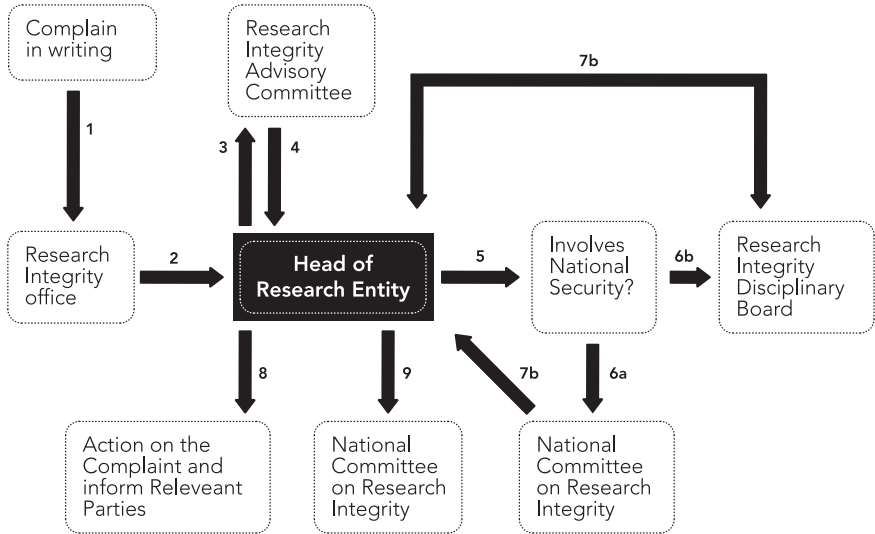 Complain
in writing
Research
Integrity
Advisory
Committee
7b
1
3
4
Research
Integrity
office
2
Head of
Research Entity
5
Involves
National
Security?
6b
Research
Integrity
Disciplinary
Board
8
9
7b
6a
Action on the
Complaint and
inform Releveant
Parties
National
Committee
on Research
Integrity
National
Committee
on Research
Integrity